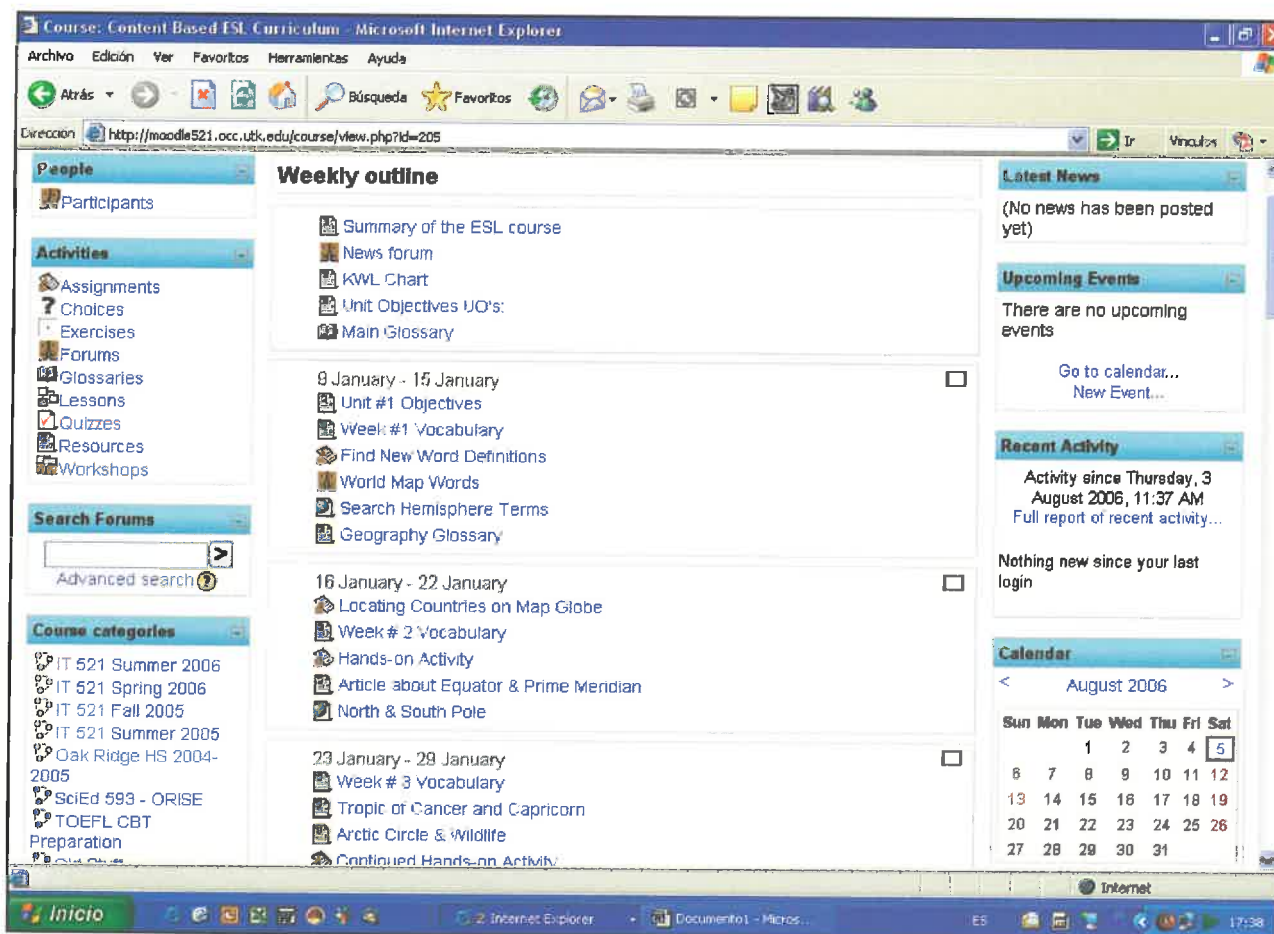 Course: Content Based ESL Curriculum - Microsoft Internet Explorer
Archivo Edición Ver Favoritos Herramientas Ayuda
Atrás Búsqueda Favoritos
Dirección http://moodle521.occ.utk.edu/course/view.php?id=205 Ir Vínculos
People
Participants
Activities
Assignments
Choices
Exercises
Forums
Glossaries
Lessons
Quizzes
Resources
Workshops
Search Forums
>
Advanced search ?
Course categories
IT 521 Summer 2006
IT 521 Spring 2006
IT 521 Fall 2005
IT 521 Summer 2005
Oak Ridge HS 2004-
2005
SciEd 593 - ORISE
TOEFL CBT
Preparation
Old Stuff
Weekly outline
Summary of the ESL course
News forum
KWL Chart
Unit Objectives UO's:
Main Glossary
9 January - 15 January
Unit #1 Objectives
Week #1 Vocabulary
Find New Word Definitions
World Map Words
Search Hemisphere Terms
Geography Glossary
16 January - 22 January
Locating Countries on Map Globe
Week # 2 Vocabulary
Hands-on Activity
Article about Equator & Prime Meridian
North & South Pole
23 January - 29 January
Week # 3 Vocabulary
Tropic of Cancer and Capricorn
Arctic Circle & Wildlife
Continued Hands-on Activity
Latest News
(No news has been posted
yet)
Upcoming Events
There are no upcoming
events
Go to calendar...
New Event...
Recent Activity
Activity since Thursday, 3
August 2006, 11:37 AM
Full report of recent activity...
Nothing new since your last
login
Calendar
< August 2006 >
Sun Mon Tue Wed Thu Fri Sat
1 2 3 4 5
6 7 8 9 10 11 12
13 14 15 16 17 18 19
20 21 22 23 24 25 26
27 28 29 30 31
Internet
Inicio 2 Internet Explorer Documento1 - Micros... ES 17:38